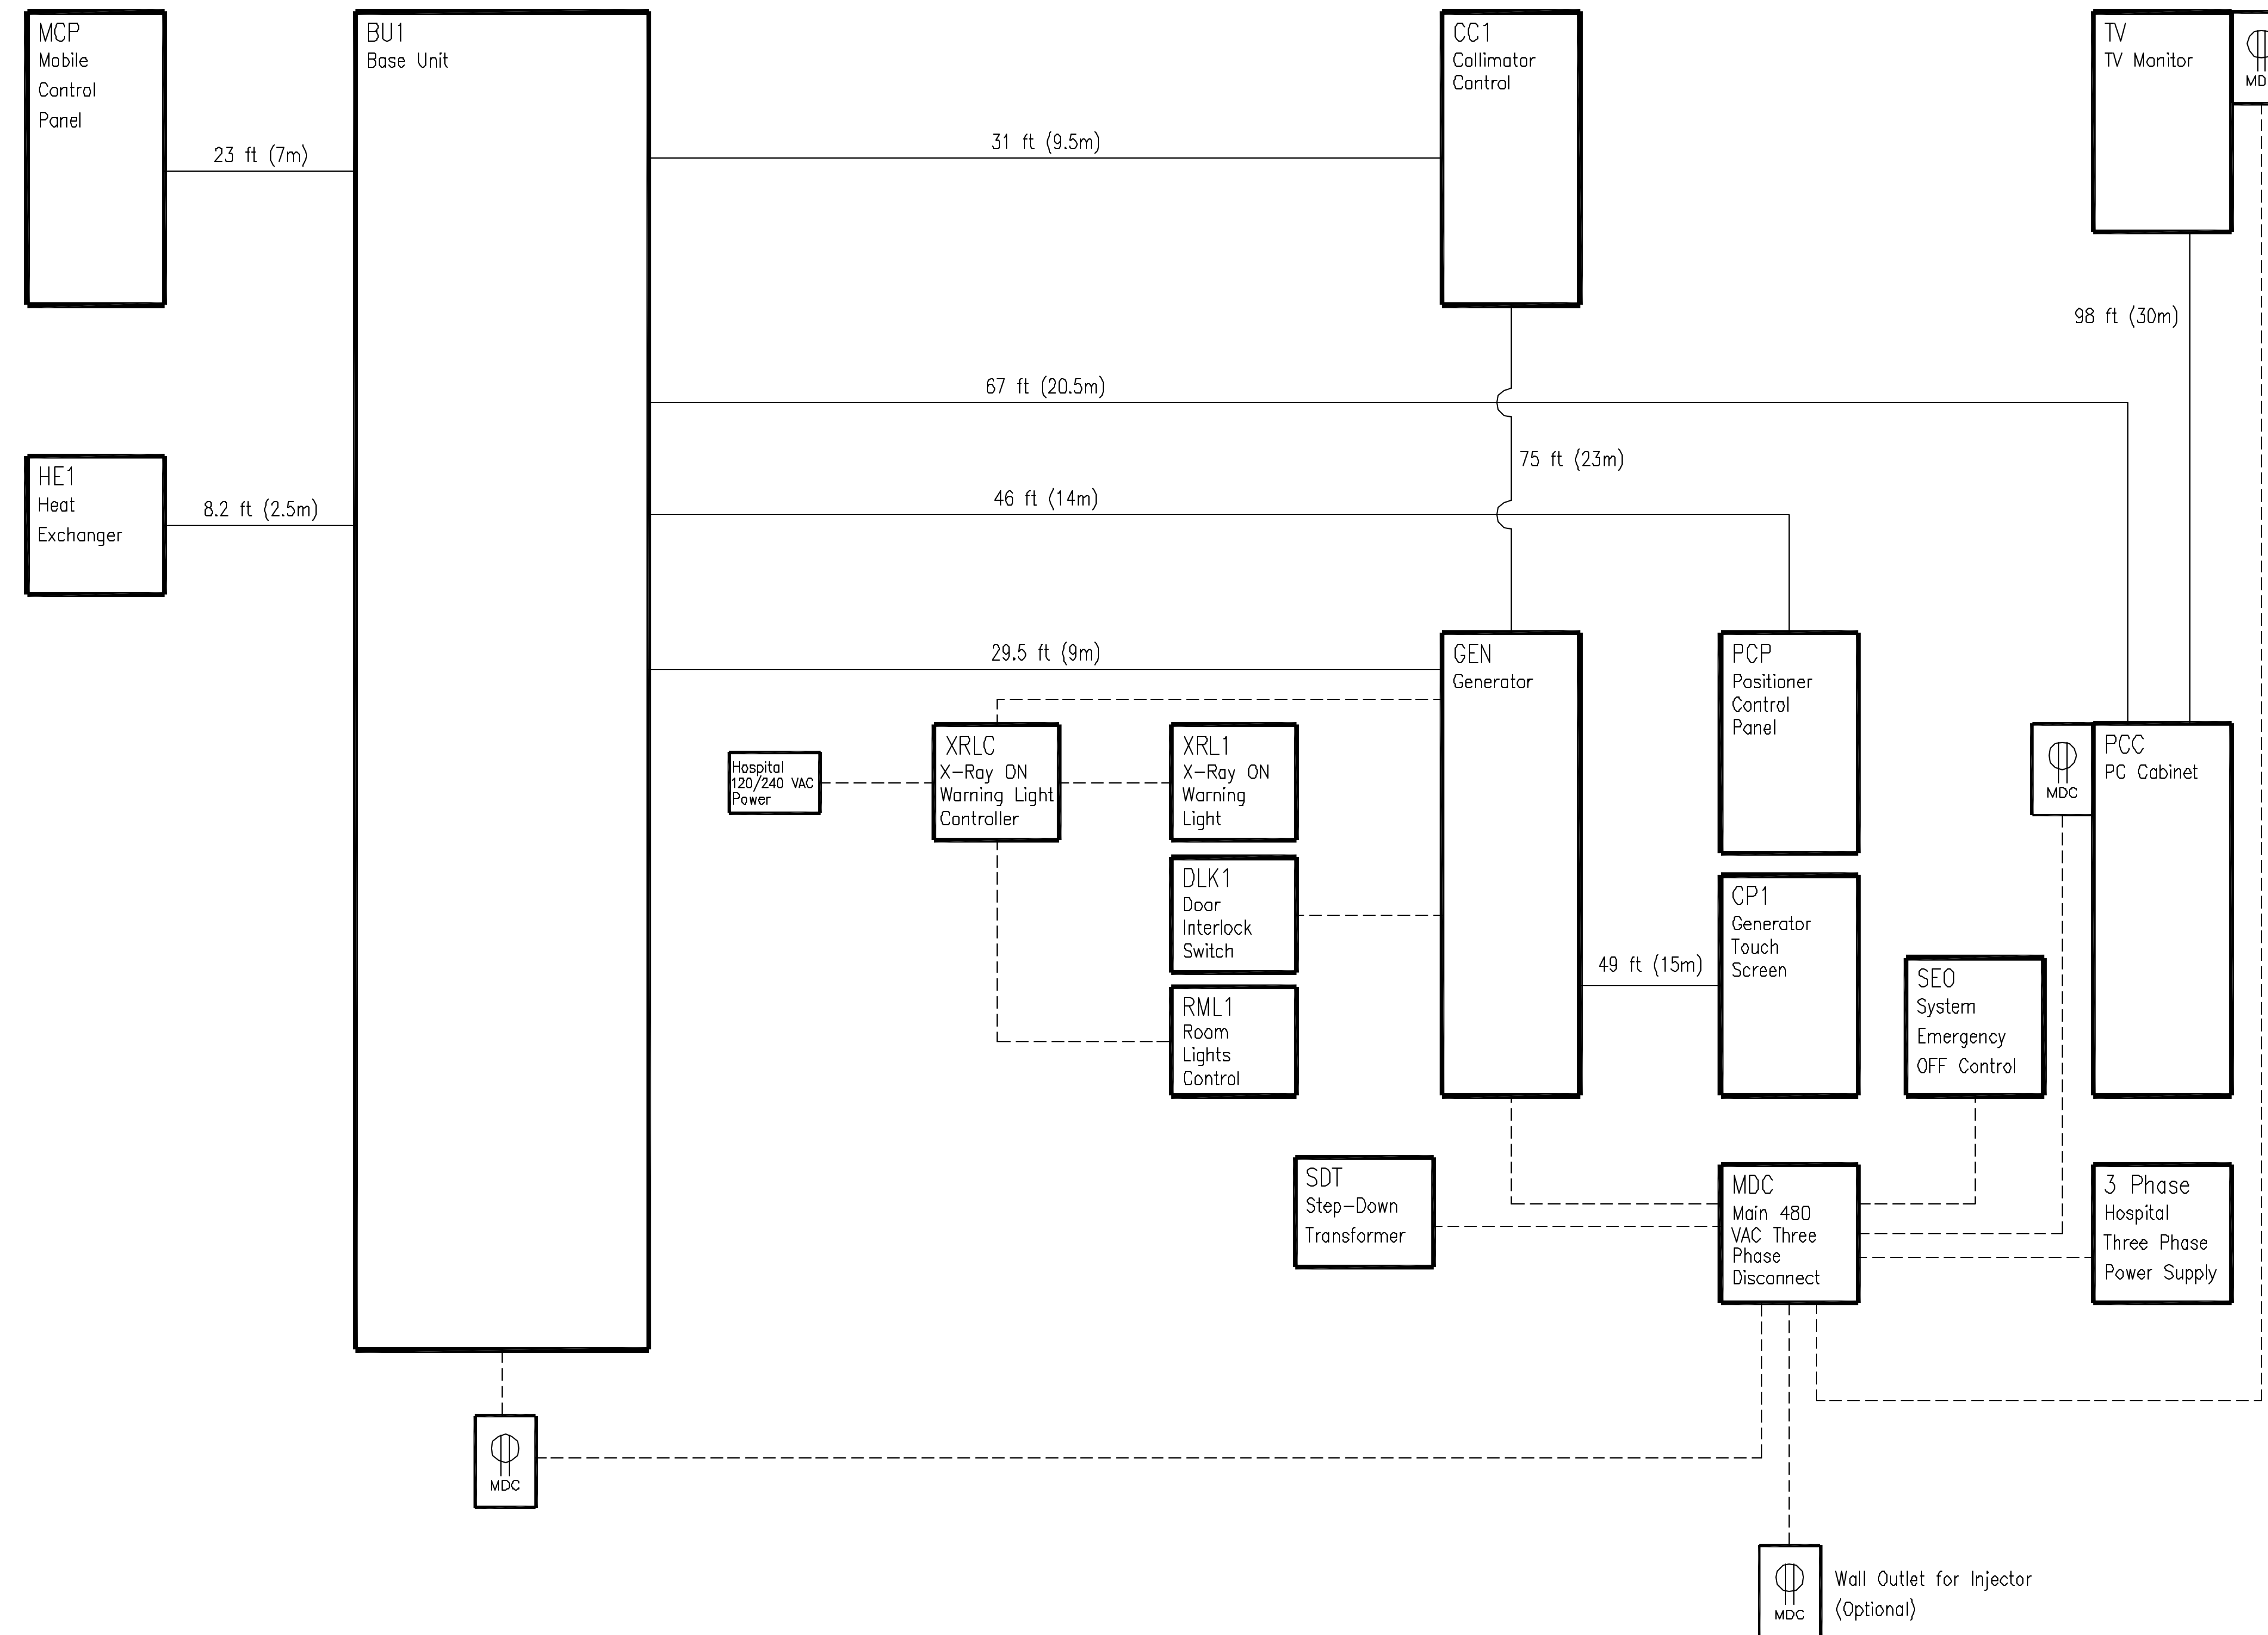 MCP
Mobile
Control
Panel
BU1
Base Unit
CC1
Collimator
Control
TV
TV Monitor
MD
23 ft (7m)
31 ft (9.5m)
98 ft (30m)
67 ft (20.5m)
75 ft (23m)
HE1
Heat
Exchanger
8.2 ft (2.5m)
46 ft (14m)
29.5 ft (9m)
GEN
Generator
PCP
Positioner
Control
Panel
Hospital
120/240 VAC
Power
XRLC
X-Ray ON
Warning Light
Controller
XRL1
X-Ray ON
Warning
Light
MDC
PCC
PC Cabinet
DLK1
Door
Interlock
Switch
CP1
Generator
Touch
Screen
49 ft (15m)
SEO
System
Emergency
OFF Control
RML1
Room
Lights
Control
SDT
Step-Down
Transformer
MDC
Main 480
VAC Three
Phase
Disconnect
3 Phase
Hospital
Three Phase
Power Supply
MDC
MDC
Wall Outlet for Injector
(Optional)